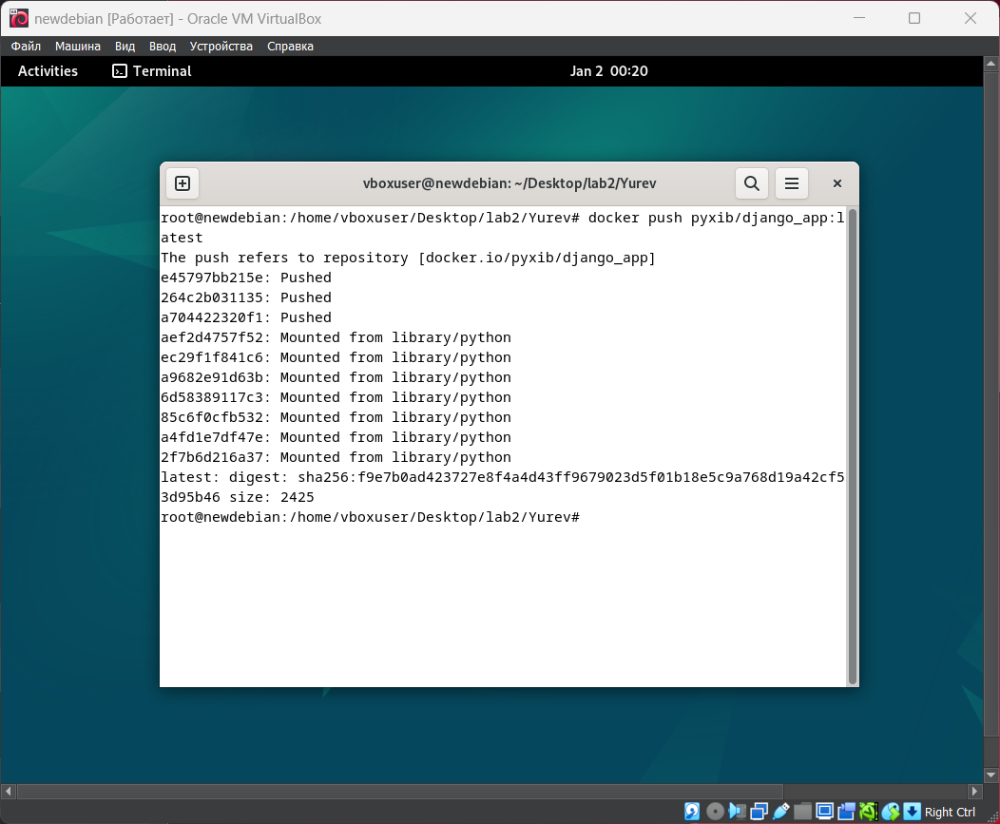 newdebian [Работает] - Oracle VM VirtualBox
Файл Машина Вид Ввод Устройства Справка
Activities Terminal Jan 2 00:20
vboxuser@newdebian: ~/Desktop/lab2/Yurev
root@newdebian:/home/vboxuser/Desktop/lab2/Yurev# docker push pyxib/django_app:l
atest
The push refers to repository [docker.io/pyxib/django_app]
e45797bb215e: Pushed
264c2b031135: Pushed
a704422320f1: Pushed
aef2d4757f52: Mounted from library/python
ec29f1f841c6: Mounted from library/python
a9682e91d63b: Mounted from library/python
6d58389117c3: Mounted from library/python
85c6f0cfb532: Mounted from library/python
a4fd1e7df47e: Mounted from library/python
2f7b6d216a37: Mounted from library/python
latest: digest: sha256:f9e7b0ad423727e8f4a4d43ff9679023d5f01b18e5c9a768d19a42cf5
3d95b46 size: 2425
root@newdebian:/home/vboxuser/Desktop/lab2/Yurev#
Right Ctrl